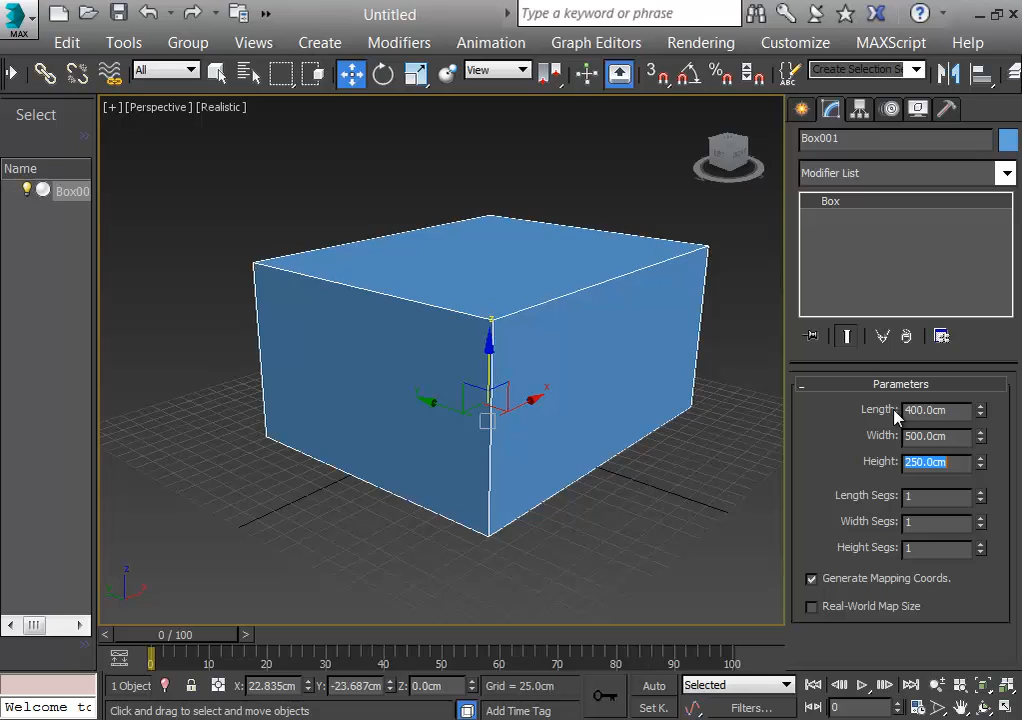 MAX
Untitled
Type a keyword or phrase
Edit Tools Group Views Create Modifiers Animation Graph Editors Rendering Customize MAXScript Help
All
View
Create Selection Se
Select
[+] [Perspective] [Realistic]
Name
Box00
Box001
Modifier List
Box
Parameters
Length: 400.0cm
Width: 500.0cm
Height: 250.0cm
Length Segs: 1
Width Segs: 1
Height Segs: 1
Generate Mapping Coords.
Real-World Map Size
z
x
z
0 / 100
0 10 20 30 40 50 60 70 80 90 100
1 Object X: 22.835cm Y: -23.687cm Z: 0.0cm Grid = 25.0cm Auto Selected
Welcome to Click and drag to select and move objects Add Time Tag Set K. Filters... 0